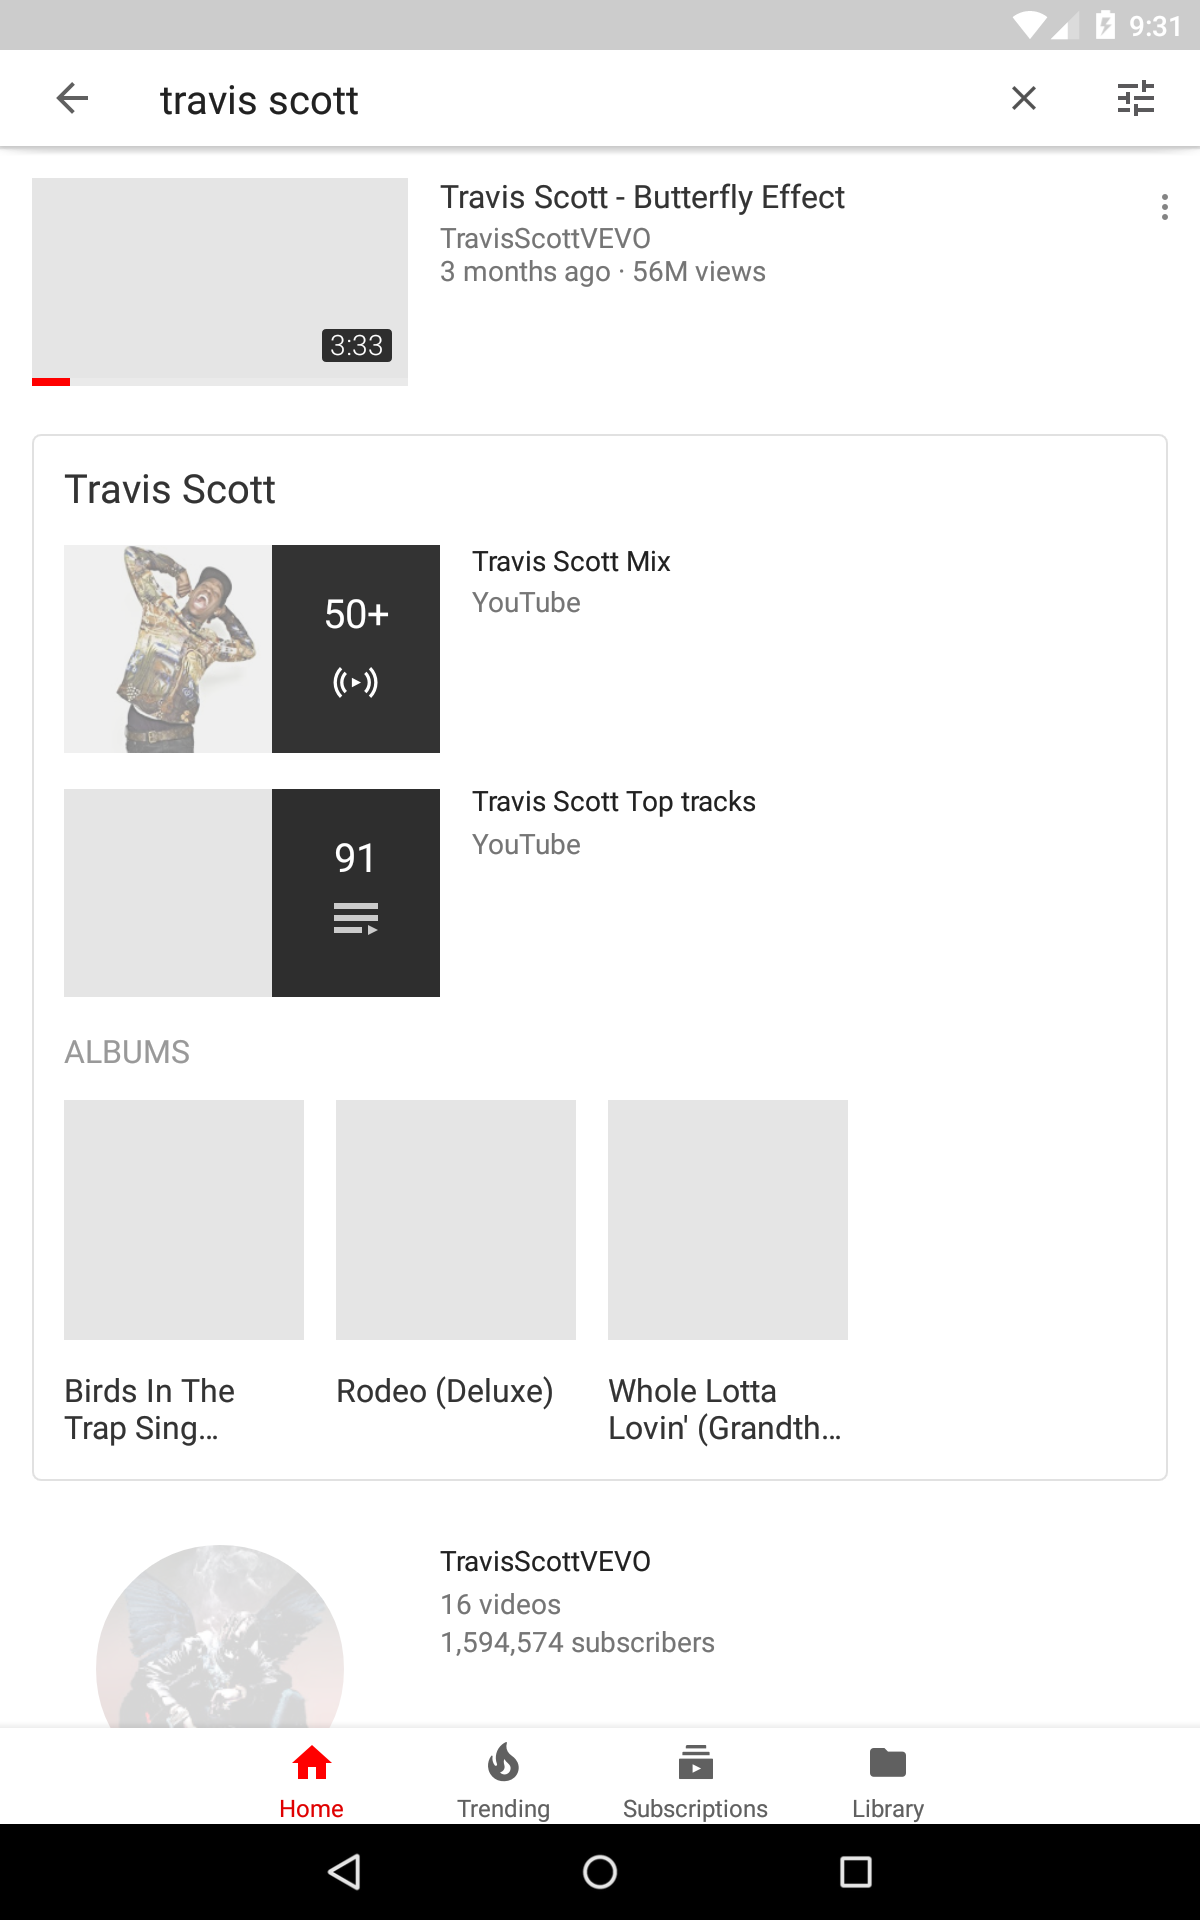 9:31
travis scott
Travis Scott - Butterfly Effect
TravisScottVEVO
3 months ago · 56M views
3:33
Travis Scott
50+
Travis Scott Mix
YouTube
91
Travis Scott Top tracks
YouTube
ALBUMS
Birds In The
Trap Sing...
Rodeo (Deluxe)
Whole Lotta
Lovin' (Grandth...
TravisScottVEVO
16 videos
1,594,574 subscribers
Home
Trending
Subscriptions
Library